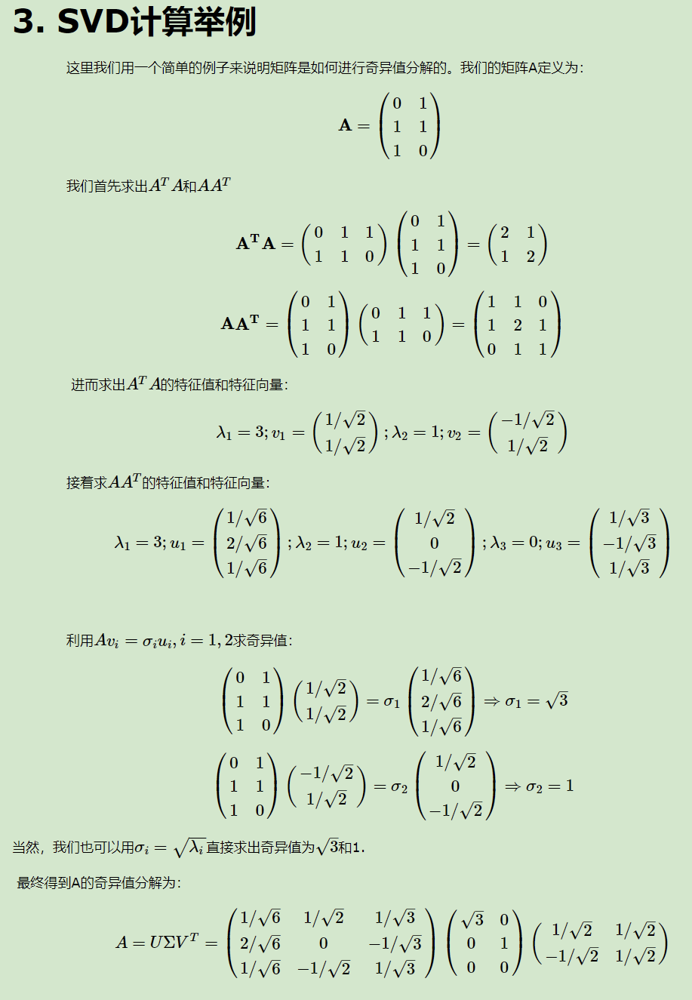 3. SVD计算举例
这里我们用一个简单的例子来说明矩阵是如何进行奇异值分解的。我们的矩阵A定义为：
$$\mathbf{A} = \begin{pmatrix} 0 & 1 \\ 1 & 1 \\ 1 & 0 \end{pmatrix}$$
我们首先求出$A^TA$和$AA^T$
$$\mathbf{A^TA} = \begin{pmatrix} 0 & 1 & 1 \\ 1 & 1 & 0 \end{pmatrix} \begin{pmatrix} 0 & 1 \\ 1 & 1 \\ 1 & 0 \end{pmatrix} = \begin{pmatrix} 2 & 1 \\ 1 & 2 \end{pmatrix}$$
$$\mathbf{AA^T} = \begin{pmatrix} 0 & 1 \\ 1 & 1 \\ 1 & 0 \end{pmatrix} \begin{pmatrix} 0 & 1 & 1 \\ 1 & 1 & 0 \end{pmatrix} = \begin{pmatrix} 1 & 1 & 0 \\ 1 & 2 & 1 \\ 0 & 1 & 1 \end{pmatrix}$$
进而求出$A^TA$的特征值和特征向量：
$$\lambda_1 = 3; v_1 = \begin{pmatrix} 1/\sqrt{2} \\ 1/\sqrt{2} \end{pmatrix}; \lambda_2 = 1; v_2 = \begin{pmatrix} -1/\sqrt{2} \\ 1/\sqrt{2} \end{pmatrix}$$
接着求$AA^T$的特征值和特征向量：
$$\lambda_1 = 3; u_1 = \begin{pmatrix} 1/\sqrt{6} \\ 2/\sqrt{6} \\ 1/\sqrt{6} \end{pmatrix}; \lambda_2 = 1; u_2 = \begin{pmatrix} 1/\sqrt{2} \\ 0 \\ -1/\sqrt{2} \end{pmatrix}; \lambda_3 = 0; u_3 = \begin{pmatrix} 1/\sqrt{3} \\ -1/\sqrt{3} \\ 1/\sqrt{3} \end{pmatrix}$$
利用$Av_i = \sigma_i u_i, i = 1, 2$求奇异值：
$$\begin{pmatrix} 0 & 1 \\ 1 & 1 \\ 1 & 0 \end{pmatrix} \begin{pmatrix} 1/\sqrt{2} \\ 1/\sqrt{2} \end{pmatrix} = \sigma_1 \begin{pmatrix} 1/\sqrt{6} \\ 2/\sqrt{6} \\ 1/\sqrt{6} \end{pmatrix} \Rightarrow \sigma_1 = \sqrt{3}$$
$$\begin{pmatrix} 0 & 1 \\ 1 & 1 \\ 1 & 0 \end{pmatrix} \begin{pmatrix} -1/\sqrt{2} \\ 1/\sqrt{2} \end{pmatrix} = \sigma_2 \begin{pmatrix} 1/\sqrt{2} \\ 0 \\ -1/\sqrt{2} \end{pmatrix} \Rightarrow \sigma_2 = 1$$
当然，我们也可以用$\sigma_i = \sqrt{\lambda_i}$直接求出奇异值为$\sqrt{3}$和1.
最终得到A的奇异值分解为：
$$A = U\Sigma V^T = \begin{pmatrix} 1/\sqrt{6} & 1/\sqrt{2} & 1/\sqrt{3} \\ 2/\sqrt{6} & 0 & -1/\sqrt{3} \\ 1/\sqrt{6} & -1/\sqrt{2} & 1/\sqrt{3} \end{pmatrix} \begin{pmatrix} \sqrt{3} & 0 \\ 0 & 1 \\ 0 & 0 \end{pmatrix} \begin{pmatrix} 1/\sqrt{2} & 1/\sqrt{2} \\ -1/\sqrt{2} & 1/\sqrt{2} \end{pmatrix}$$